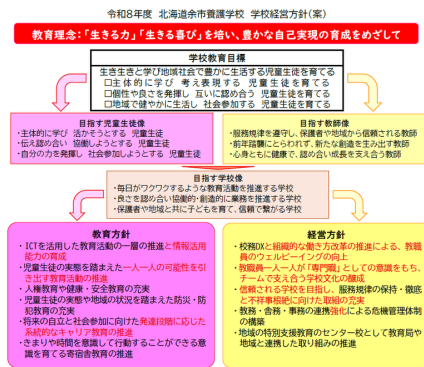 令和8年度　北海道余市養護学校　学校経営方針(案)
教育理念:「生きる力」「生きる喜び」を培い、豊かな自己実現の育成をめざして
学校教育目標
生き生きと学び地域社会で豊かに生活する児童生徒を育てる
□主体的に学び 考え表現する 児童生徒を育てる
□個性や良さを発揮し 互いに認め合う 児童生徒を育てる
□地域で健やかに生活し 社会参加する 児童生徒を育てる
目指す児童生徒像
・主体的に学び 活かそうとする 児童生徒
・伝え認め合い 協働しようとする 児童生徒
・自分の力を発揮し 社会参加しようとする 児童生徒
目指す教師像
・服務規律を遵守し、保護者や地域から信頼される教師
・前年踏襲にとらわれず、新たな創造を生み出す教師
・心身ともに健康で、認め合い成長を支え合う教師
目指す学校像
・毎日がワクワクするような教育活動を推進する学校
・良さを認め合い協働的・創造的に業務を推進する学校
・保護者や地域と共に子どもを育て、信頼で繋がる学校
教育方針
・ICTを活用した教育活動の一層の推進と情報活用
能力の育成
・児童生徒の実態を踏まえた一人一人の可能性を引
き出す教育活動の推進
・人権教育や健康・安全教育の充実
・児童生徒の実態や地域の状況を踏まえた防災・防
犯教育の充実
・将来の自立と社会参加に向けた発達段階に応じた
系統的なキャリア教育の推進
・きまりや時間を意識して行動することができる意
識を育てる寄宿舎教育の推進
経営方針
・校務DXと組織的な働き方改革の推進による、教職
員のウェルビーイングの向上
・教職員一人一人が「専門職」としての意識をもち、
チームで支え合う学校文化の醸成
・信頼される学校を目指し、服務規律の保持・徹底
と不祥事根絶に向けた取組の充実
・教務・舎務・事務の連携強化による危機管理体制
の構築
・地域の特別支援教育のセンター校として教育局や
地域と連携した取り組みの推進